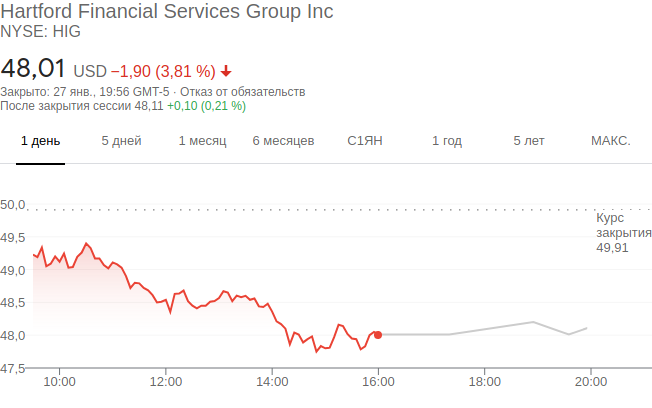 Hartford Financial Services Group Inc
NYSE: HIG
48,01 USD −1,90 (3,81 %)
Закрыто: 27 янв., 19:56 GMT-5 · Отказ от обязательств
После закрытия сессии 48,11 +0,10 (0,21 %)
1 день 5 дней 1 месяц 6 месяцев С1ЯН 1 год 5 лет МАКС.
50,0
Курс
закрытия
49,91
49,5
49,0
48,5
48,0
47,5
10:00 12:00 14:00 16:00 18:00 20:00